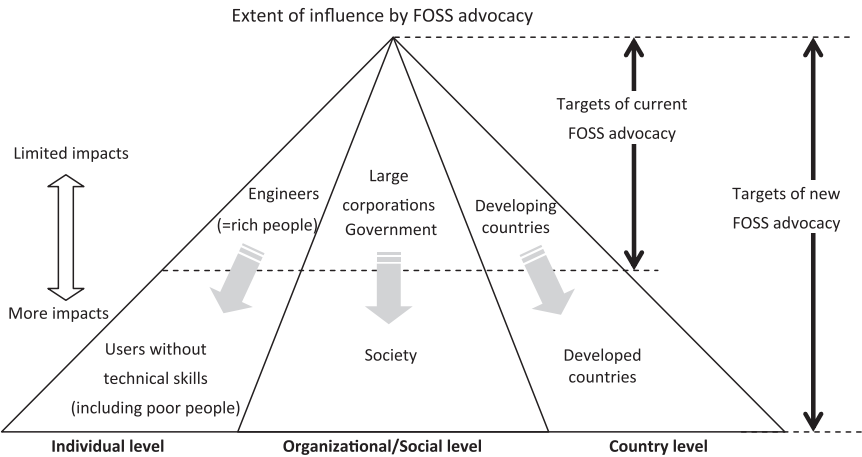 Extent of influence by FOSS advocacy
Targets of current
FOSS advocacy
Limited impacts
Large
corporations
Government
Engineers
(=rich people)
Developing
countries
Targets of new
FOSS advocacy
More impacts
Users without
technical skills
(including poor people)
Society
Developed
countries
Individual level
Organizational/Social level
Country level